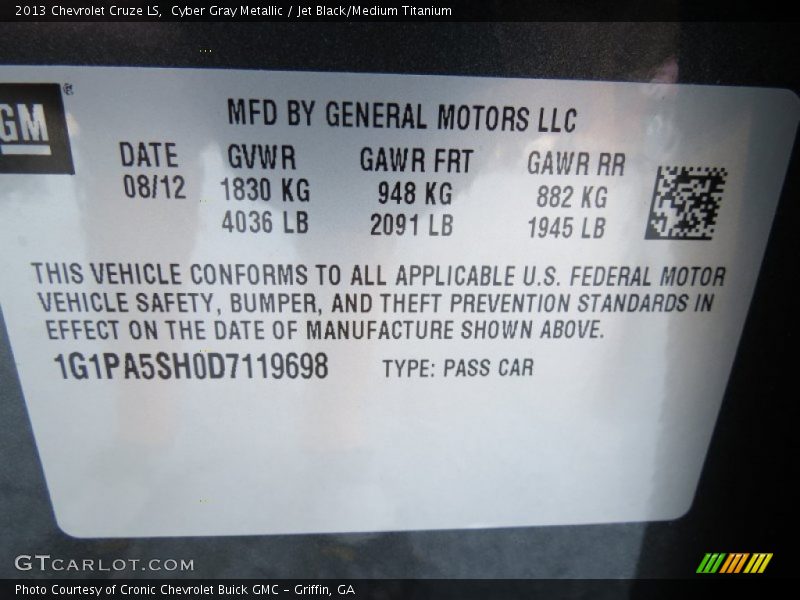 2013 Chevrolet Cruze LS, Cyber Gray Metallic / Jet Black/Medium Titanium
GM ®
MFD BY GENERAL MOTORS LLC
DATE GVWR GAWR FRT GAWR RR
08/12 1830 KG 948 KG 882 KG
4036 LB 2091 LB 1945 LB
THIS VEHICLE CONFORMS TO ALL APPLICABLE U.S. FEDERAL MOTOR
VEHICLE SAFETY, BUMPER, AND THEFT PREVENTION STANDARDS IN
EFFECT ON THE DATE OF MANUFACTURE SHOWN ABOVE.
1G1PA5SH0D7119698 TYPE: PASS CAR
GTCARLOT.COM
Photo Courtesy of Cronic Chevrolet Buick GMC – Griffin, GA